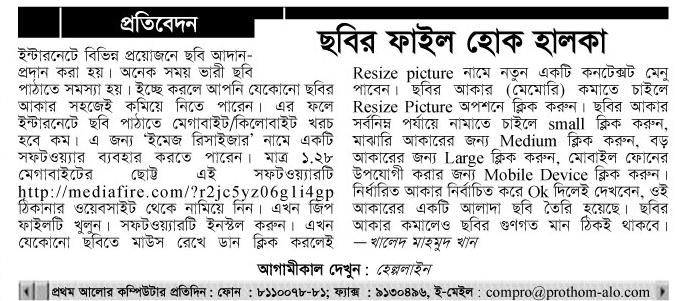 প্রতিবেদন
ছবির ফাইল হোক হালকা
ইন্টারনেটে বিভিন্ন প্রয়োজনে ছবি আদান-
প্রদান করা হয়। অনেক সময় ভারী ছবি
পাঠাতে সমস্যা হয়। ইচ্ছে করলে আপনি যেকোনো ছবির
আকার সহজেই কমিয়ে নিতে পারেন। এর ফলে
ইন্টারনেটে ছবি পাঠাতে মেগাবাইট/কিলোবাইট খরচ
হবে কম। এ জন্য ‘ইমেজ রিসাইজার’ নামে একটি
সফটওয়্যার ব্যবহার করতে পারেন। মাত্র ১.২৮
মেগাবাইটের ছোট্ট এই সফটওয়্যারটি
http://mediafire.com/?r2jc5yz06g1i4gp
ঠিকানার ওয়েবসাইট থেকে নামিয়ে নিন। এখন জিপ
ফাইলটি খুলুন। সফটওয়্যারটি ইনস্টল করুন। এখন
যেকোনো ছবিতে মাউস রেখে ডান ক্লিক করলেই
Resize picture নামে নতুন একটি কনটেক্সট মেনু
পাবেন। ছবির আকার (মেমোরি) কমাতে চাইলে
Resize Picture অপশনে ক্লিক করুন। ছবির আকার
সর্বনিম্ন পর্যায়ে নামাতে চাইলে small ক্লিক করুন,
মাঝারি আকারের জন্য Medium ক্লিক করুন, বড়
আকারের জন্য Large ক্লিক করুন, মোবাইল ফোনের
উপযোগী করার জন্য Mobile Device ক্লিক করুন।
নির্ধারিত আকার নির্বাচিত করে Ok দিলেই দেখবেন, ওই
আকারের একটি আলাদা ছবি তৈরি হয়েছে। ছবির
আকার কমালেও ছবির গুণগত মান ঠিকই থাকবে।
—খালেদ মাহমুদ খান
আগামীকাল দেখুন : হেল্পলাইন
প্রথম আলোর কম্পিউটার প্রতিদিন : ফোন : ৮১১০০৭৮-৮১; ফ্যাক্স : ৯১৩০৪৯৬, ই-মেইল : compro@prothom-alo.com